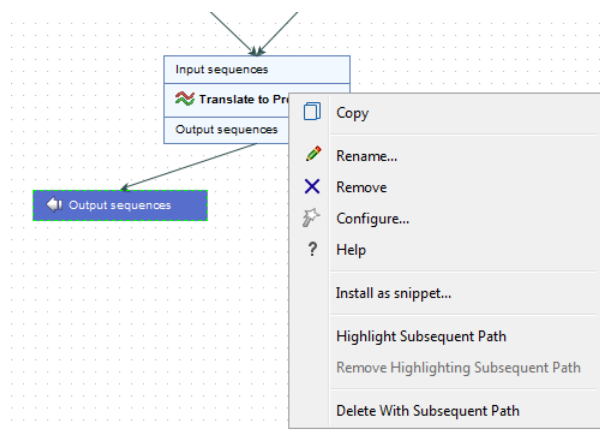 Input sequences
Translate to Pr
Output sequences
Output sequences
Copy
Rename...
Remove
Configure...
? Help
Install as snippet...
Highlight Subsequent Path
Remove Highlighting Subsequent Path
Delete With Subsequent Path